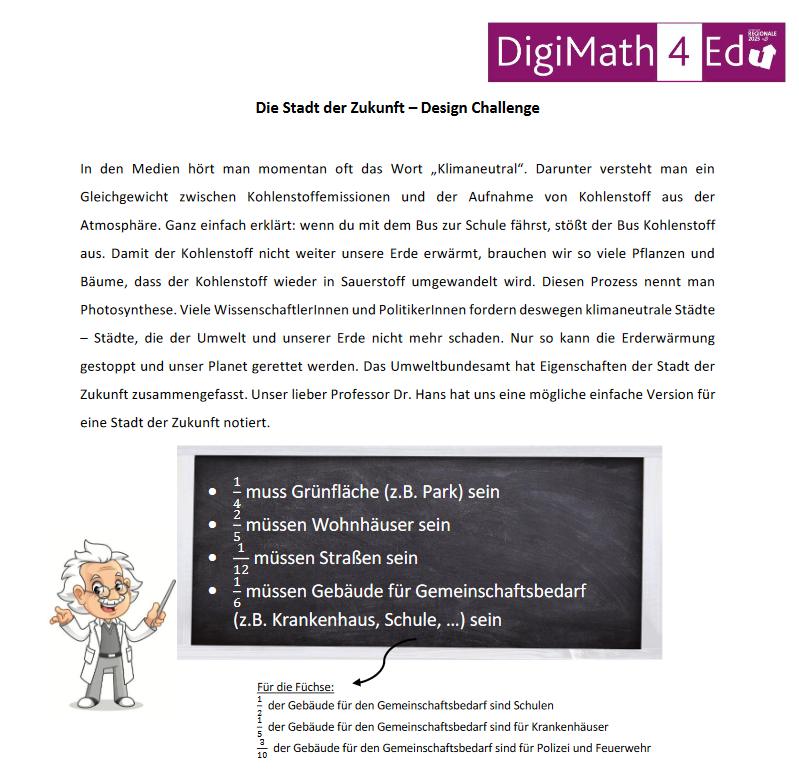 DigiMath 4 Edu
REGIONALE
2025
Die Stadt der Zukunft – Design Challenge
In den Medien hört man momentan oft das Wort „Klimaneutral“. Darunter versteht man ein
Gleichgewicht zwischen Kohlenstoffemissionen und der Aufnahme von Kohlenstoff aus der
Atmosphäre. Ganz einfach erklärt: wenn du mit dem Bus zur Schule fährst, stößt der Bus Kohlenstoff
aus. Damit der Kohlenstoff nicht weiter unsere Erde erwärmt, brauchen wir so viele Pflanzen und
Bäume, dass der Kohlenstoff wieder in Sauerstoff umgewandelt wird. Diesen Prozess nennt man
Photosynthese. Viele WissenschaftlerInnen und PolitikerInnen fordern deswegen klimaneutrale Städte
– Städte, die der Umwelt und unserer Erde nicht mehr schaden. Nur so kann die Erderwärmung
gestoppt und unser Planet gerettet werden. Das Umweltbundesamt hat Eigenschaften der Stadt der
Zukunft zusammengefasst. Unser lieber Professor Dr. Hans hat uns eine mögliche einfache Version für
eine Stadt der Zukunft notiert.
• 1/4 muss Grünfläche (z.B. Park) sein
• 2/5 müssen Wohnhäuser sein
• 1/12 müssen Straßen sein
• 1/6 müssen Gebäude für Gemeinschaftsbedarf
(z.B. Krankenhaus, Schule, ...) sein
Für die Füchse:
1/2 der Gebäude für den Gemeinschaftsbedarf sind Schulen
1/5 der Gebäude für den Gemeinschaftsbedarf sind für Krankenhäuser
3/10 der Gebäude für den Gemeinschaftsbedarf sind für Polizei und Feuerwehr